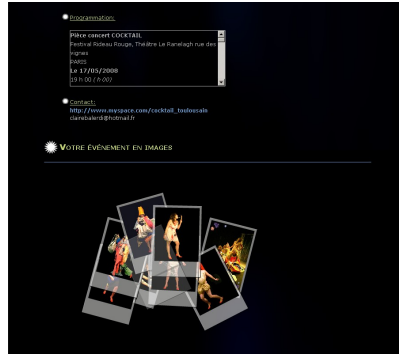 Programmation:
Pièce concert COCKTAIL
Festival Rideau Rouge, Théâtre Le Ranelagh rue des
vignes
PARIS
Le 17/05/2008
19 h 00 ( h 00)
Contact:
http://www.myspace.com/cocktail_toulousain
clairebalerdi@hotmail.fr
VOTRE ÉVÉNEMENT EN IMAGES